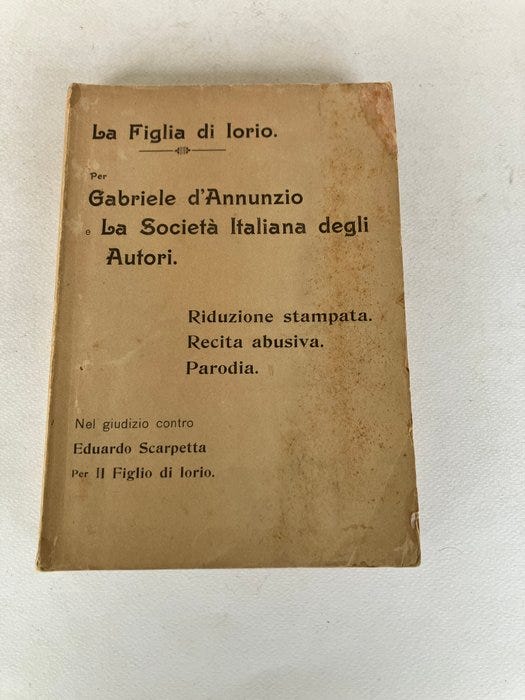 La Figlia di Iorio.
Per
Gabriele d'Annunzio
e La Società Italiana degli
Autori.
Riduzione stampata.
Recita abusiva.
Parodia.
Nel giudizio contro
Eduardo Scarpetta
Per Il Figlio di Iorio.